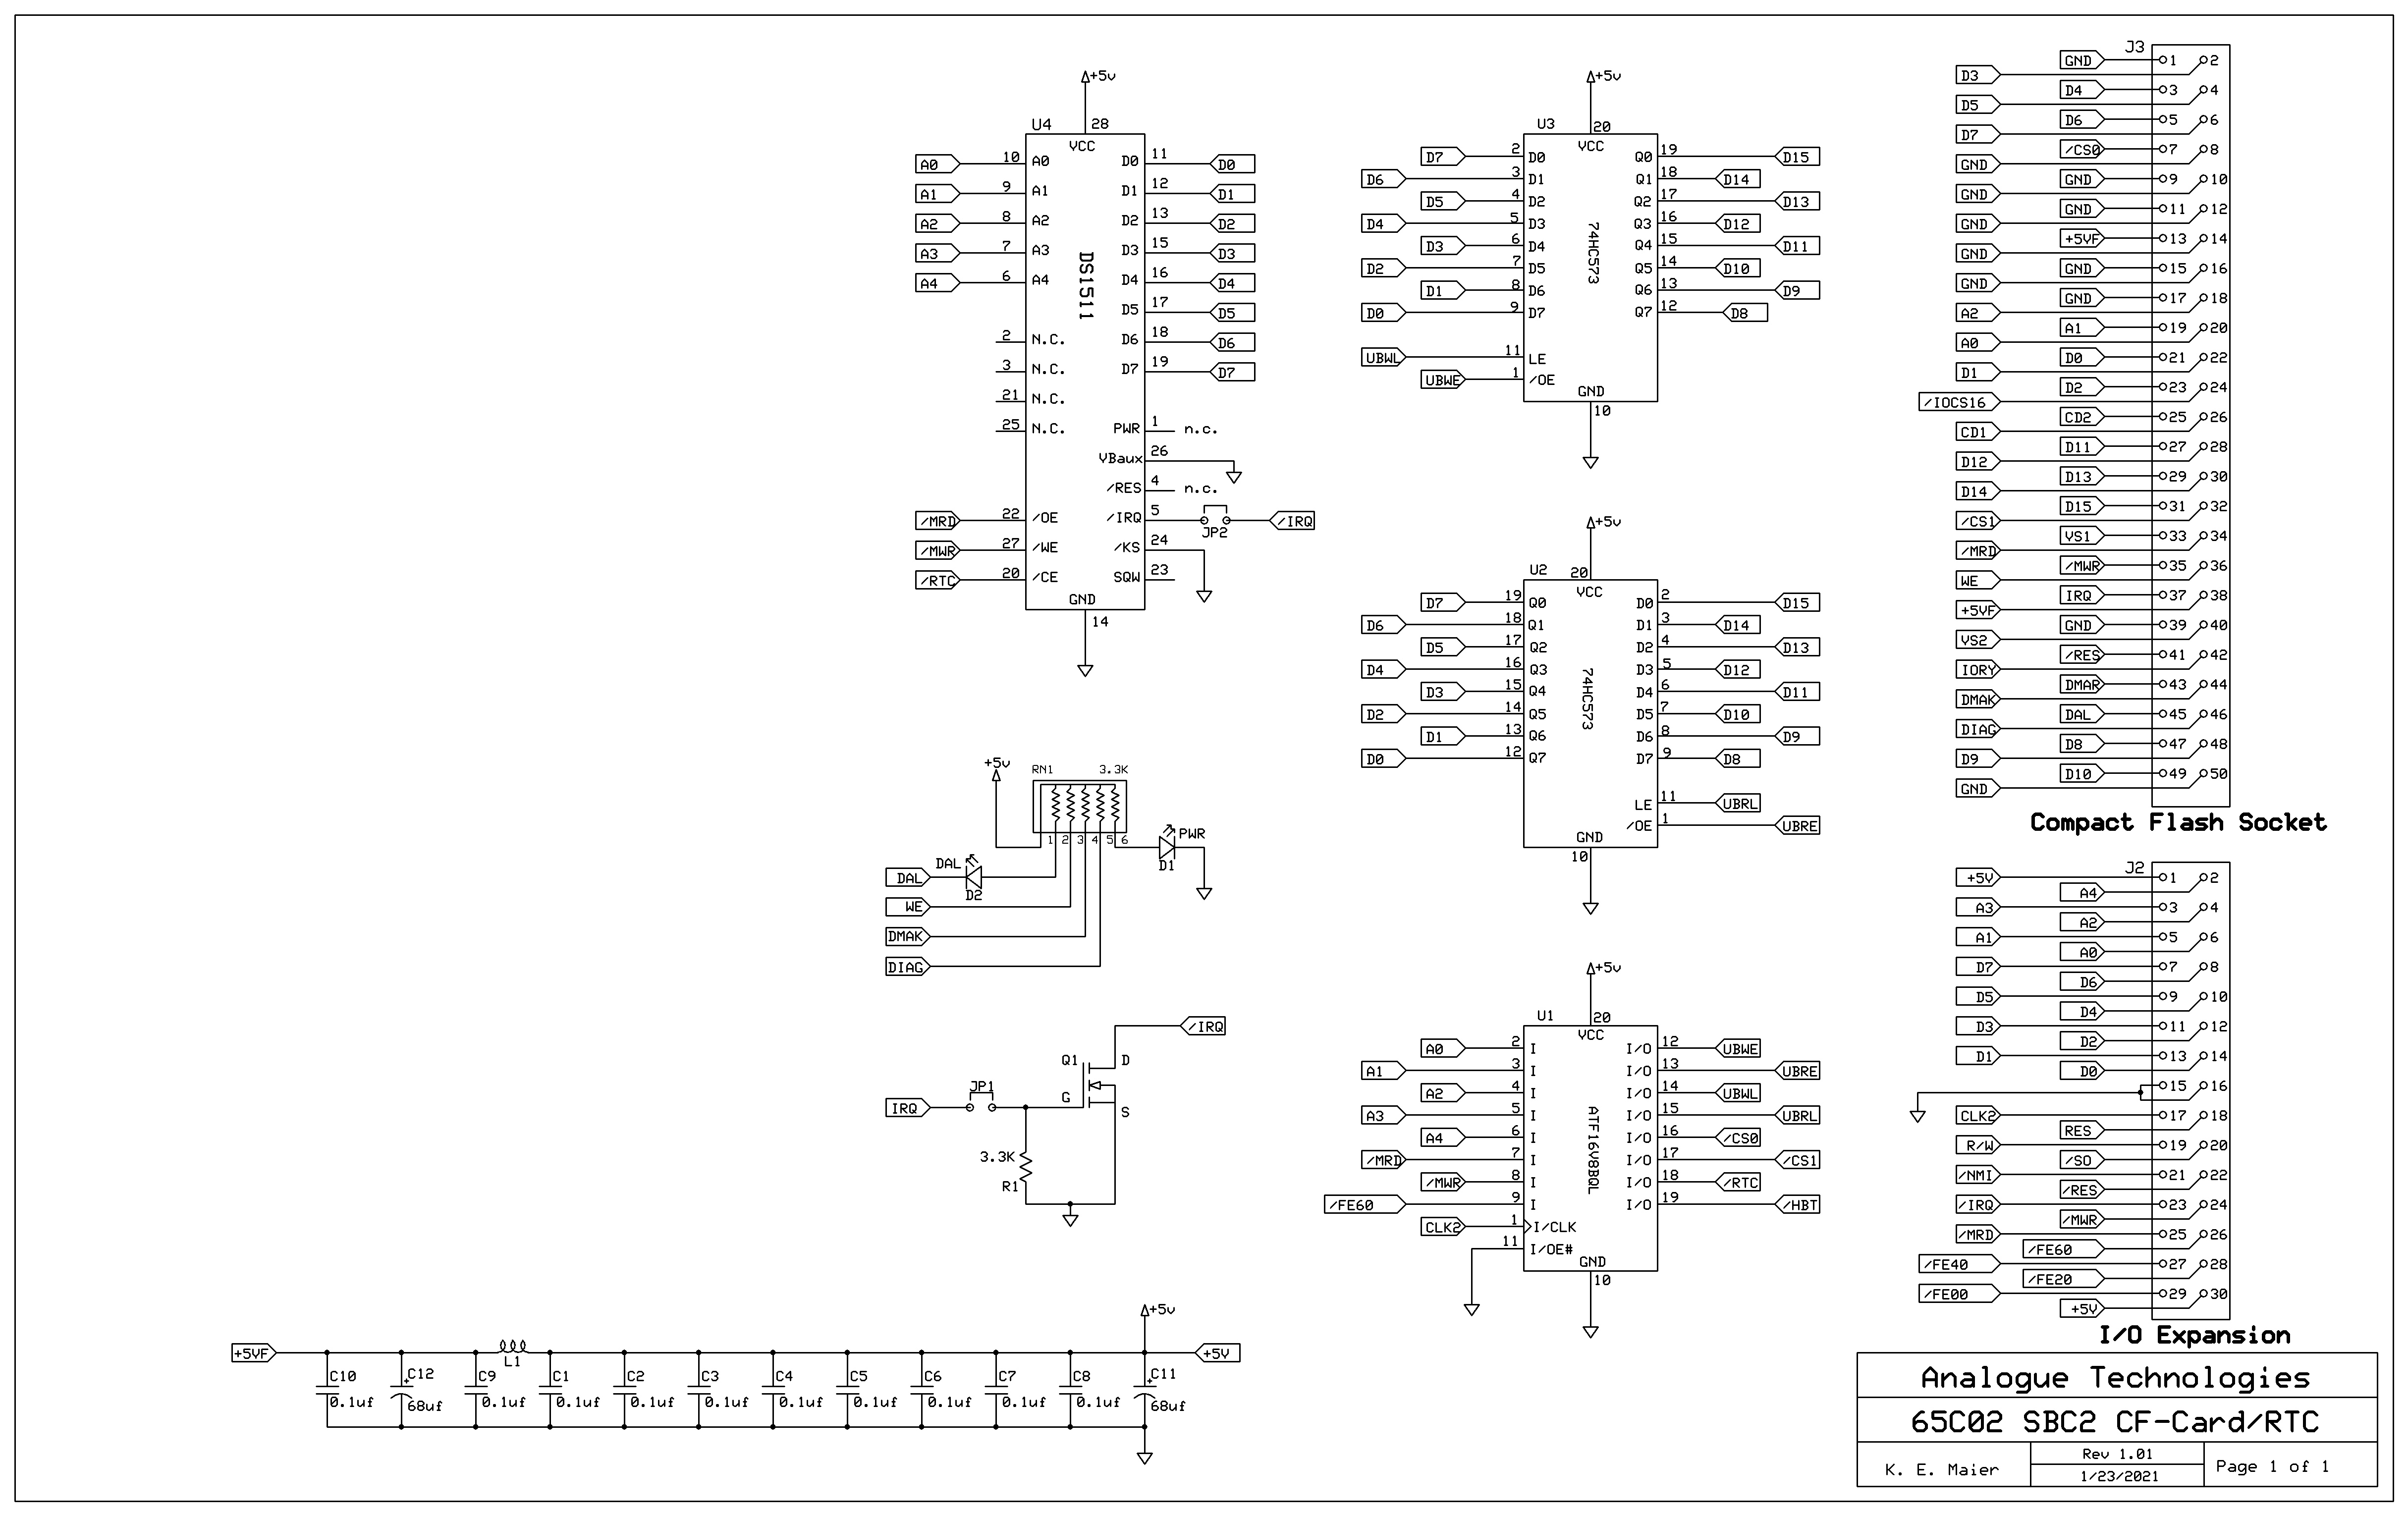 +5v
U4
28
VCC
A0 10 A0 D0 11 D0
A1 9 A1 D1 12 D1
A2 8 A2 D2 13 D2
A3 7 A3 D3 15 D3
A4 6 A4 D4 16 D4
D5 17 D5
2 N.C. D6 18 D6
3 N.C. D7 19 D7
21 N.C.
25 N.C. PWR 1 n.c.
VBaux 26
/RES 4 n.c.
/MRD 22 /OE /IRQ 5 JP2 /IRQ
/MWR 27 /WE /KS 24
/RTC 20 /CE SQW 23
GND
14
DS1511
+5v
RN1 3.3K
1 2 3 4 5 6
PWR
D1
DAL
DAL
D2
WE
DMAK
DIAG
/IRQ
Q1 D
G
S
IRQ
JP1
3.3K
R1
+5v
+5VF
L1
+5V
C10 C12 C9 C1 C2 C3 C4 C5 C6 C7 C8 C11
+ +
0.1uf 68uf 0.1uf 0.1uf 0.1uf 0.1uf 0.1uf 0.1uf 0.1uf 0.1uf 0.1uf 68uf
+5v
U3
20
VCC
D7 2 D0 Q0 19 D15
D6 3 D1 Q1 18 D14
D5 4 D2 Q2 17 D13
D4 5 D3 Q3 16 D12
D3 6 D4 Q4 15 D11
D2 7 D5 Q5 14 D10
D1 8 D6 Q6 13 D9
D0 9 D7 Q7 12 D8
UBWL 11 LE
UBWE 1 /OE
GND
10
74HC573
+5v
U2
20
VCC
D7 19 Q0 D0 2 D15
D6 18 Q1 D1 3 D14
D5 17 Q2 D2 4 D13
D4 16 Q3 D3 5 D12
D3 15 Q4 D4 6 D11
D2 14 Q5 D5 7 D10
D1 13 Q6 D6 8 D9
D0 12 Q7 D7 9 D8
LE 11 UBRL
/OE 1 UBRE
GND
10
74HC573
+5v
U1
20
VCC
A0 2 I I/O 12 UBWE
A1 3 I I/O 13 UBRE
A2 4 I I/O 14 UBWL
A3 5 I I/O 15 UBRL
A4 6 I I/O 16 /CS0
/MRD 7 I I/O 17 /CS1
/MWR 8 I I/O 18 /RTC
/FE60 9 I I/O 19 /HBT
CLK2 1 I/CLK
11 I/OE#
GND
10
ATF16V8BQL
J3
GND 1 2
D3
D4 3 4
D5
D6 5 6
D7
/CS0 7 8
GND
GND 9 10
GND
GND 11 12
GND
+5VF 13 14
GND
GND 15 16
GND
GND 17 18
A2
A1 19 20
A0
D0 21 22
D1
D2 23 24
/IOCS16
CD2 25 26
CD1
D11 27 28
D12
D13 29 30
D14
D15 31 32
/CS1
VS1 33 34
/MRD
/MWR 35 36
WE
IRQ 37 38
+5VF
GND 39 40
VS2
/RES 41 42
IORY
DMAR 43 44
DMAK
DAL 45 46
DIAG
D8 47 48
D9
D10 49 50
GND
Compact Flash Socket
J2
+5V 1 2
A4
A3 3 4
A2
A1 5 6
A0
D7 7 8
D6
D5 9 10
D4
D3 11 12
D2
D1 13 14
D0
15 16
CLK2 17 18
RES
R/W 19 20
/SO
/NMI 21 22
/RES
/IRQ 23 24
/MWR
/MRD 25 26
/FE60
/FE40 27 28
/FE20
/FE00 29 30
+5V
I/O Expansion
Analogue Technologies
65C02 SBC2 CF-Card/RTC
K. E. Maier
Rev 1.01
1/23/2021
Page 1 of 1